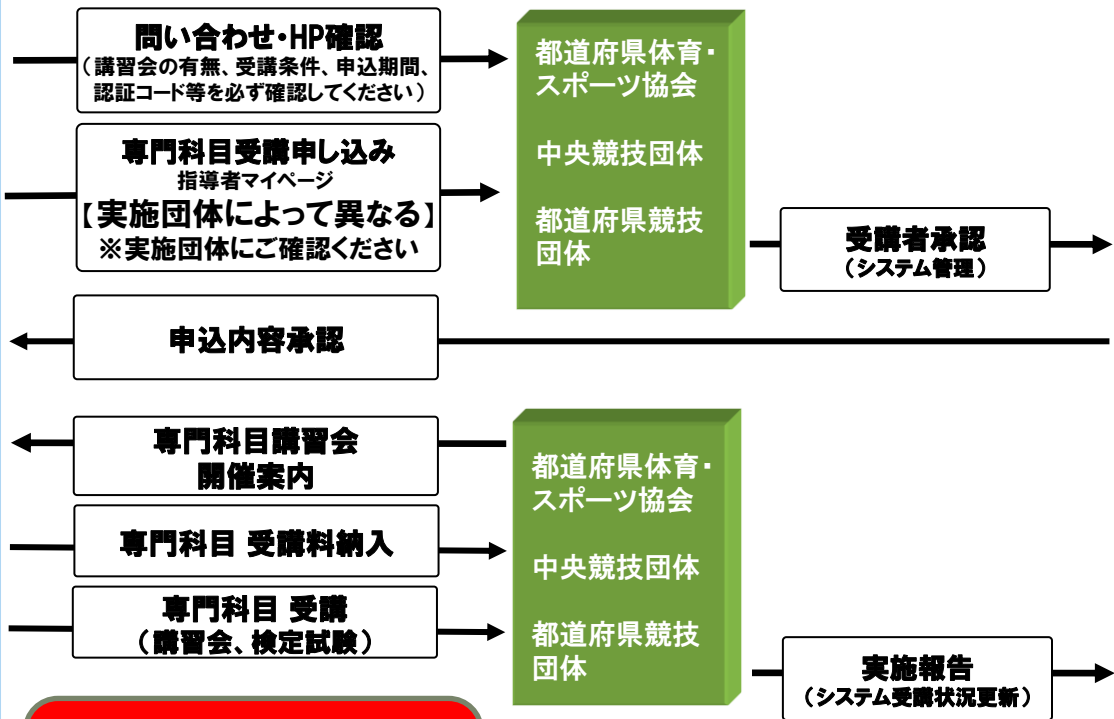 問い合わせ・HP確認
（講習会の有無、受講条件、申込期間、
認証コード等を必ず確認してください）
専門科目受講申し込み
指導者マイページ
【実施団体によって異なる】
※実施団体にご確認ください
都道府県体育・
スポーツ協会
中央競技団体
都道府県競技
団体
受講者承認
（システム管理）
申込内容承認
専門科目講習会
開催案内
専門科目 受講料納入
専門科目 受講
（講習会、検定試験）
都道府県体育・
スポーツ協会
中央競技団体
都道府県競技
団体
実施報告
（システム受講状況更新）